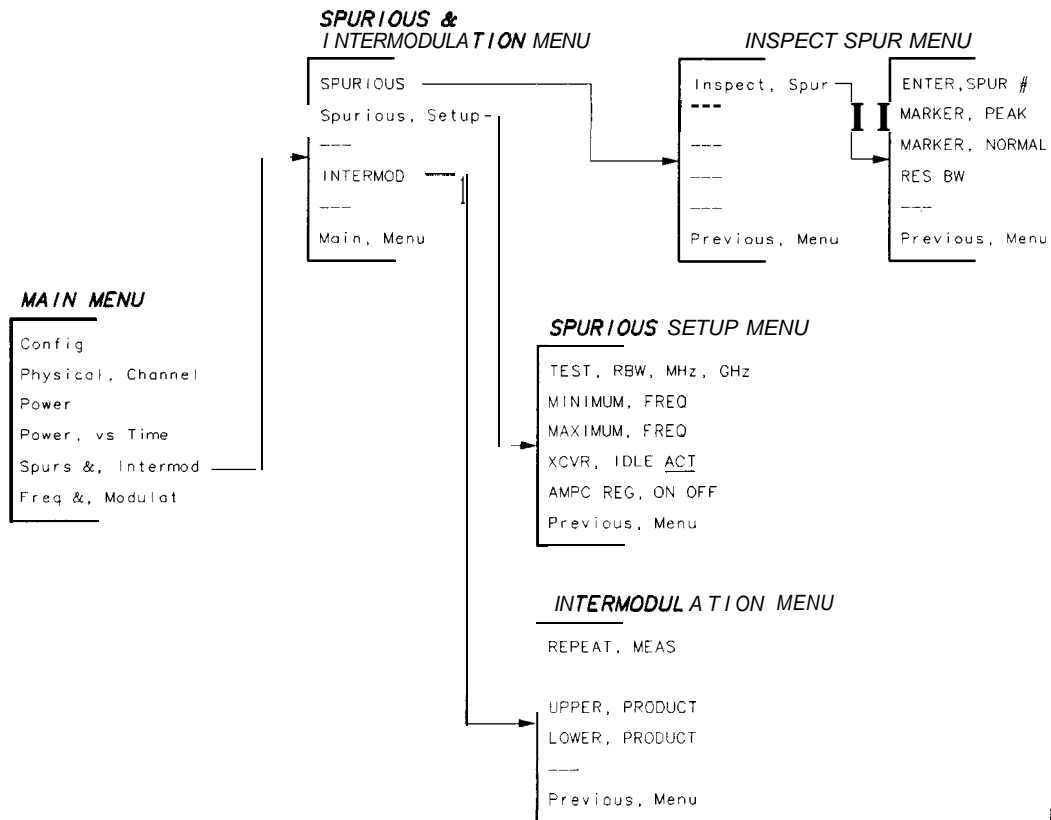 SPURIOUS &
INTERMODULATION MENU
SPURIOUS
Spurious, Setup
---
INTERMOD
---
Main, Menu
INSPECT SPUR MENU
Inspect, Spur
---
---
---
---
Previous, Menu
ENTER,SPUR #
MARKER, PEAK
MARKER, NORMAL
RES BW
---
Previous, Menu
MAIN MENU
Config
Physical, Channel
Power
Power, vs Time
Spurs &, Intermod
Freq &, Modulat
SPURIOUS SETUP MENU
TEST, RBW, MHz, GHz
MINIMUM, FREQ
MAXIMUM, FREQ
XCVR, IDLE ACT
AMPC REG, ON OFF
Previous, Menu
INTERMODULATION MENU
REPEAT, MEAS
UPPER, PRODUCT
LOWER, PRODUCT
---
Previous, Menu